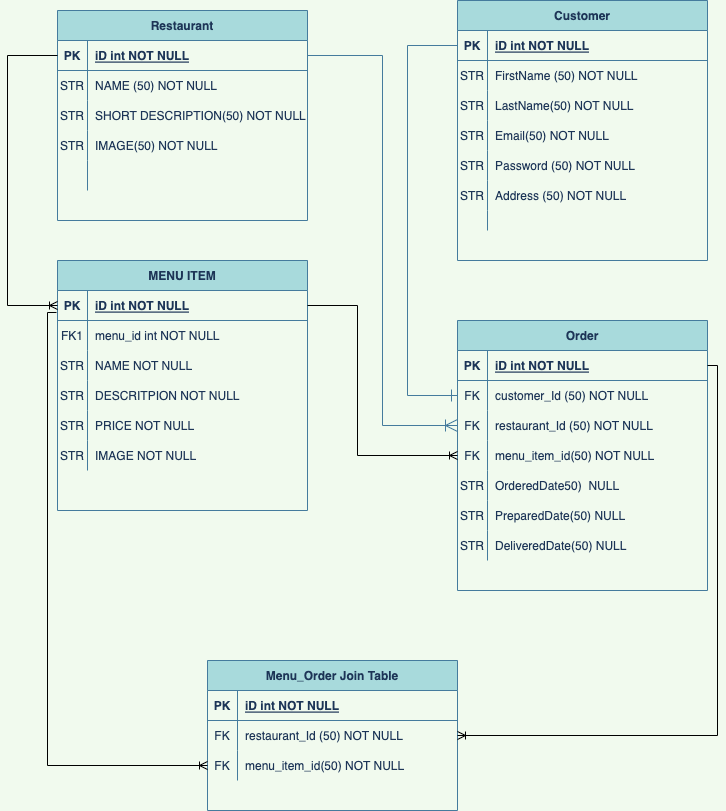 Restaurant
PK iD int NOT NULL
STR NAME (50) NOT NULL
STR SHORT DESCRIPTION(50) NOT NULL
STR IMAGE(50) NOT NULL
Customer
PK iD int NOT NULL
STR FirstName (50) NOT NULL
STR LastName(50) NOT NULL
STR Email(50) NOT NULL
STR Password (50) NOT NULL
STR Address (50) NOT NULL
MENU ITEM
PK iD int NOT NULL
FK1 menu_id int NOT NULL
STR NAME NOT NULL
STR DESCRITPION NOT NULL
STR PRICE NOT NULL
STR IMAGE NOT NULL
Order
PK iD int NOT NULL
FK customer_Id (50) NOT NULL
FK restaurant_Id (50) NOT NULL
FK menu_item_id(50) NOT NULL
STR OrderedDate50)  NULL
STR PreparedDate(50) NULL
STR DeliveredDate(50) NULL
Menu_Order Join Table
PK iD int NOT NULL
FK restaurant_Id (50) NOT NULL
FK menu_item_id(50) NOT NULL